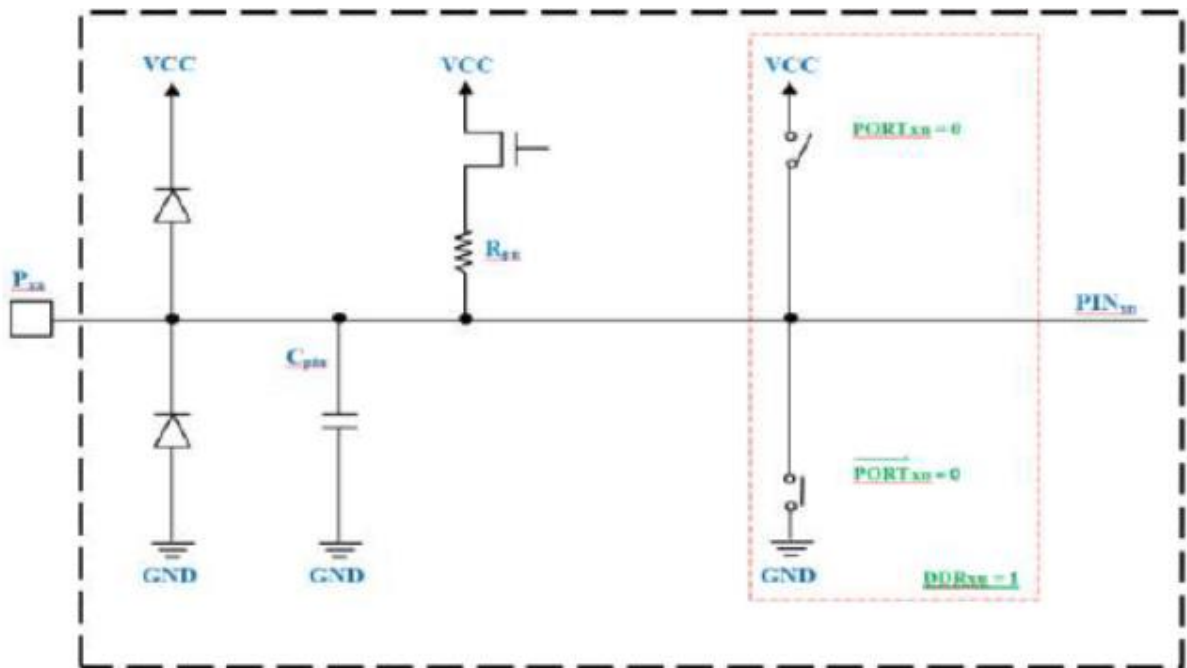 VCC
VCC
VCC
PORTxn = 0
Pxn
PINxn
Cpin
PORTxn = 0
GND
GND
GND
DDRxn = 1